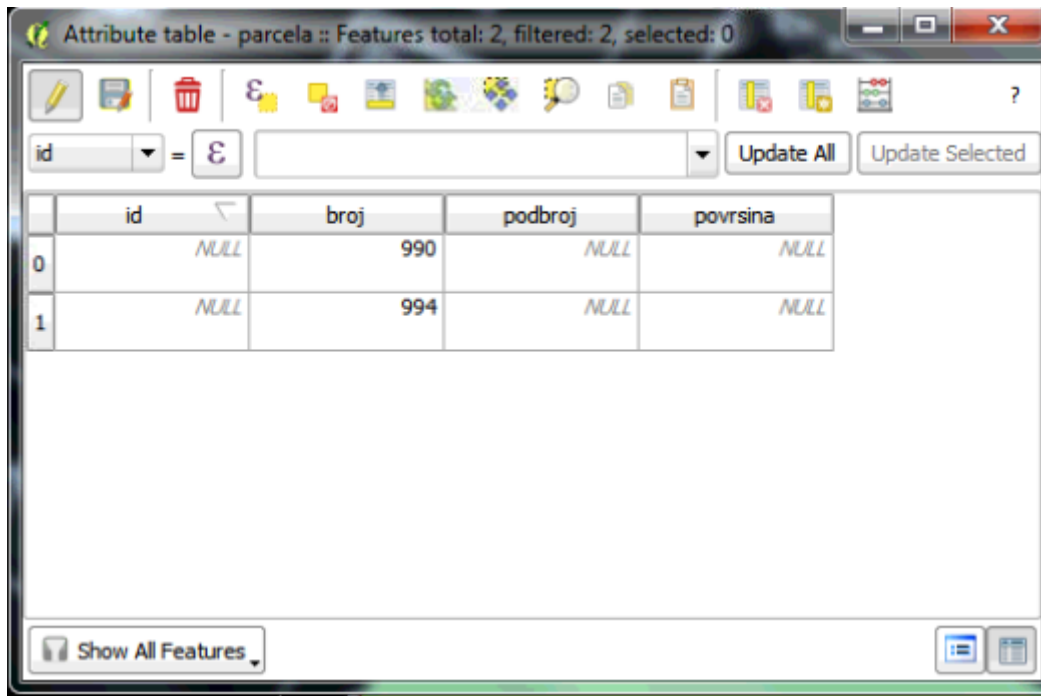 Attribute table - parcela :: Features total: 2, filtered: 2, selected: 0
?
id = ε Update All Update Selected
id broj podbroj povrsina
0 NULL 990 NULL NULL
1 NULL 994 NULL NULL
Show All Features